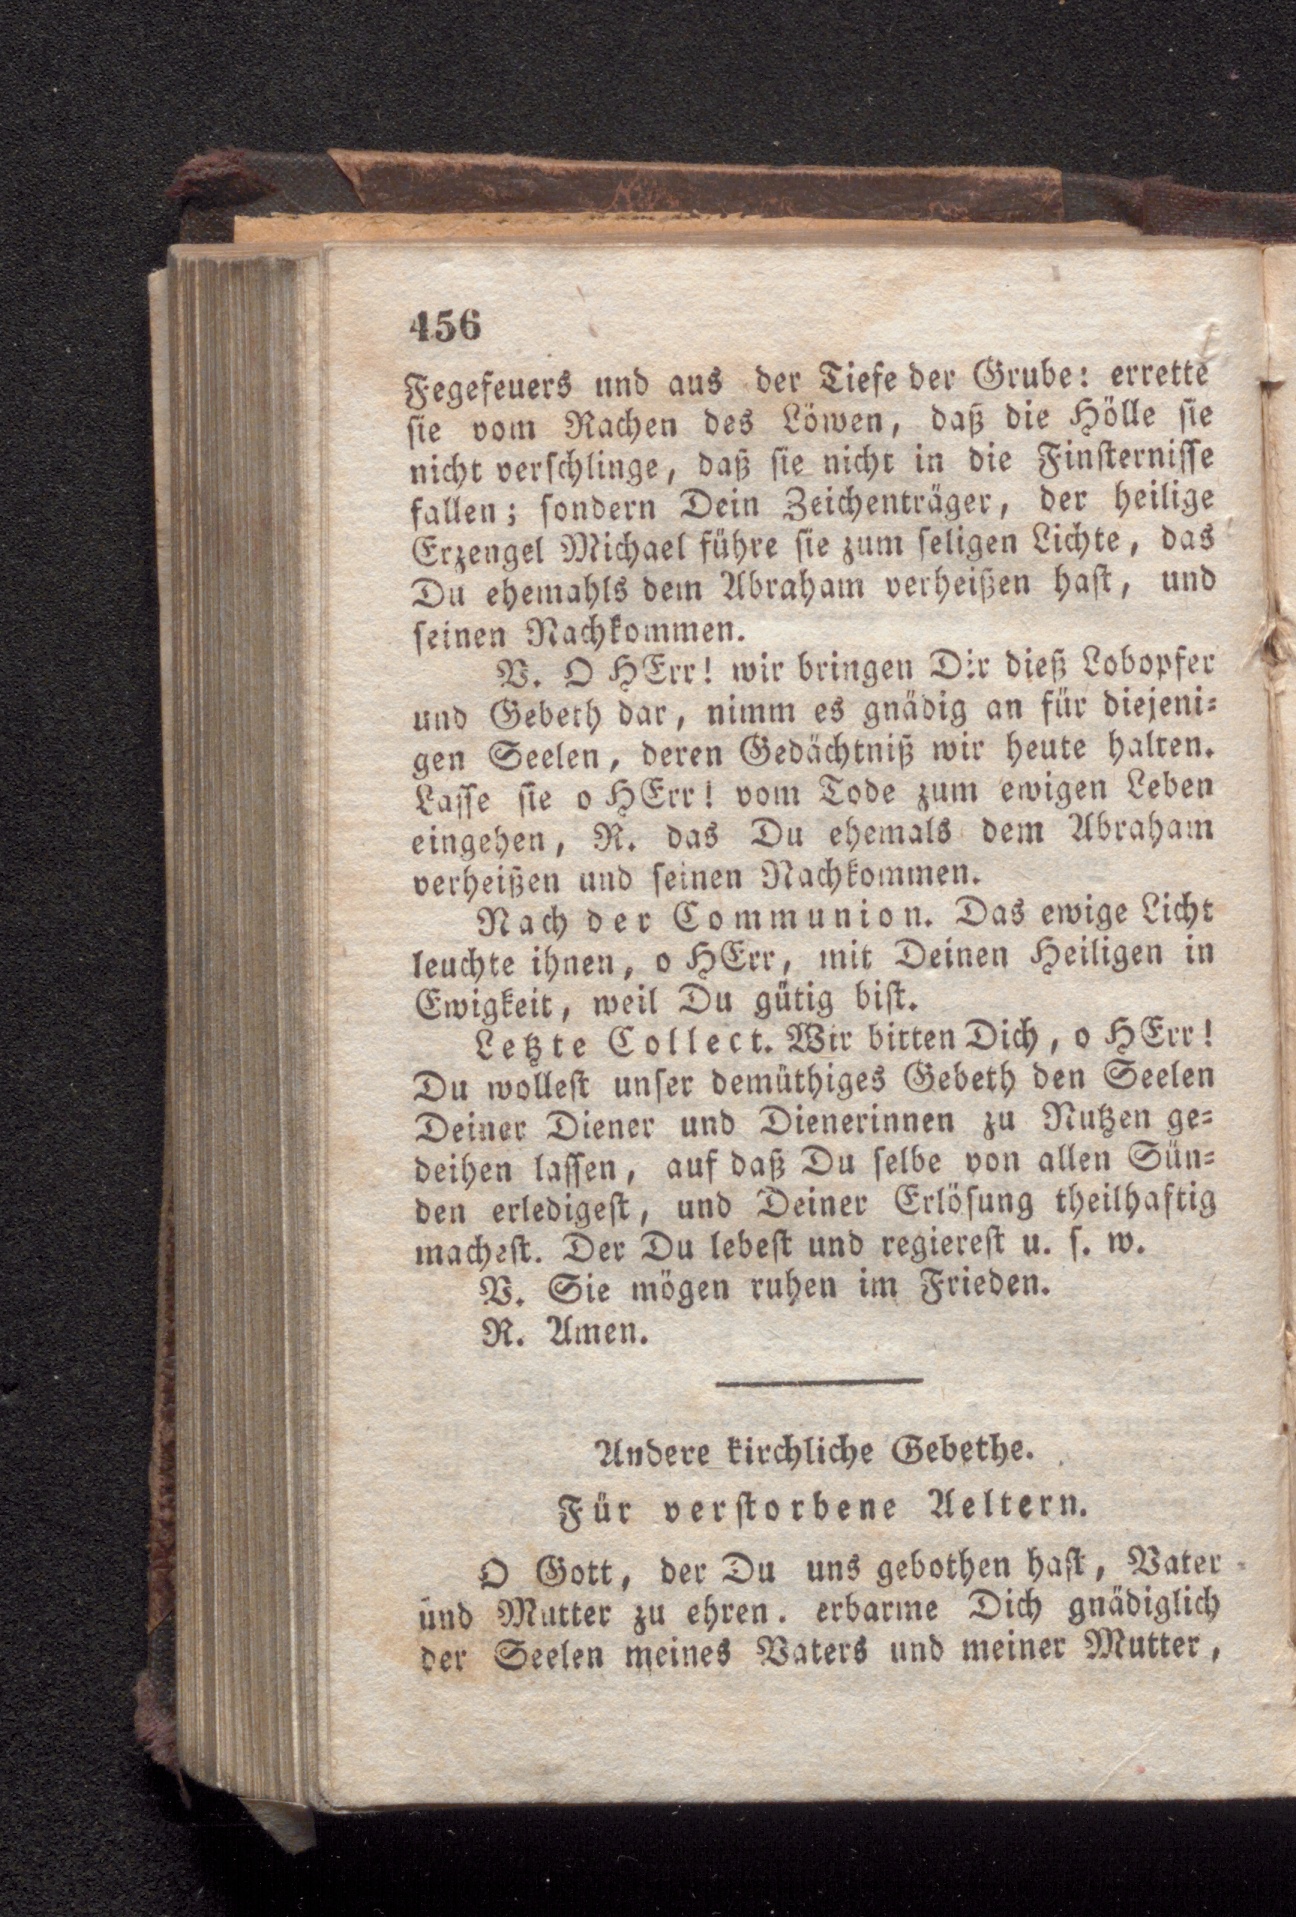 456
Fegefeuers und aus der Tiefe der Grube: errette
sie vom Rachen des Löwen, daß die Hölle sie
nicht verschlinge, daß sie nicht in die Finsternisse
fallen; sondern Dein Zeichenträger, der heilige
Erzengel Michael führe sie zum seligen Lichte, das
Du ehemahls dem Abraham verheißen hast, und
seinen Nachkommen.
V. O HErr! wir bringen Dir dieß Lobopfer
und Gebeth dar, nimm es gnädig an für diejeni-
gen Seelen, deren Gedächtniß wir heute halten.
Lasse sie o HErr! vom Tode zum ewigen Leben
eingehen, R. das Du ehemals dem Abraham
verheißen und seinen Nachkommen.
Nach der Communion. Das ewige Licht
leuchte ihnen, o HErr, mit Deinen Heiligen in
Ewigkeit, weil Du gütig bist.
Letzte Collect. Wir bitten Dich, o HErr!
Du wollest unser demüthiges Gebeth den Seelen
Deiner Diener und Dienerinnen zu Nutzen ge-
deihen lassen, auf daß Du selbe von allen Sün-
den erledigest, und Deiner Erlösung theilhaftig
machest. Der Du lebest und regierest u. s. w.
V. Sie mögen ruhen im Frieden.
R. Amen.
Andere kirchliche Gebethe.
Für verstorbene Aeltern.
O Gott, der Du uns gebothen hast, Vater
und Mutter zu ehren. erbarme Dich gnädiglich
der Seelen meines Vaters und meiner Mutter,